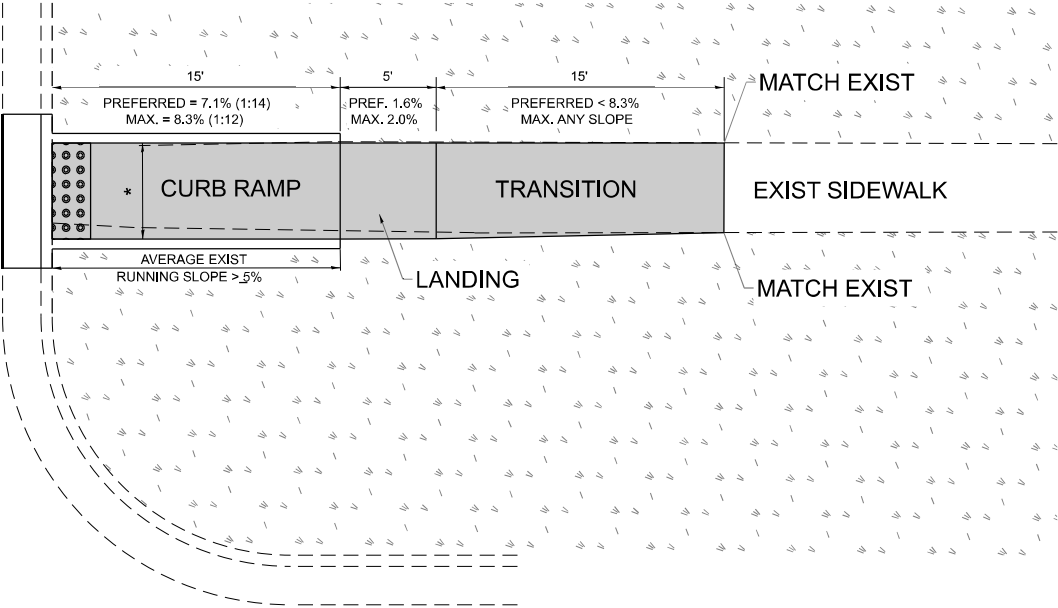 15'
5'
15'
MATCH EXIST
PREFERRED = 7.1% (1:14)
MAX. = 8.3% (1:12)
PREF. 1.6%
MAX. 2.0%
PREFERRED < 8.3%
MAX. ANY SLOPE
*
CURB RAMP
TRANSITION
EXIST SIDEWALK
AVERAGE EXIST
RUNNING SLOPE > 5%
LANDING
MATCH EXIST